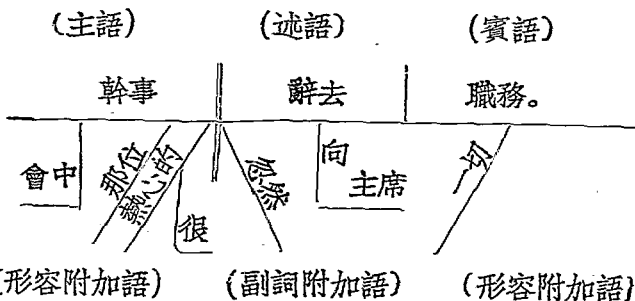 (主語) (述語) (賓語)
幹事 辭去 職務。
會中 那位 熱心的 很 忽然 向 主席 一切
(形容附加語) (副詞附加語) (形容附加語)